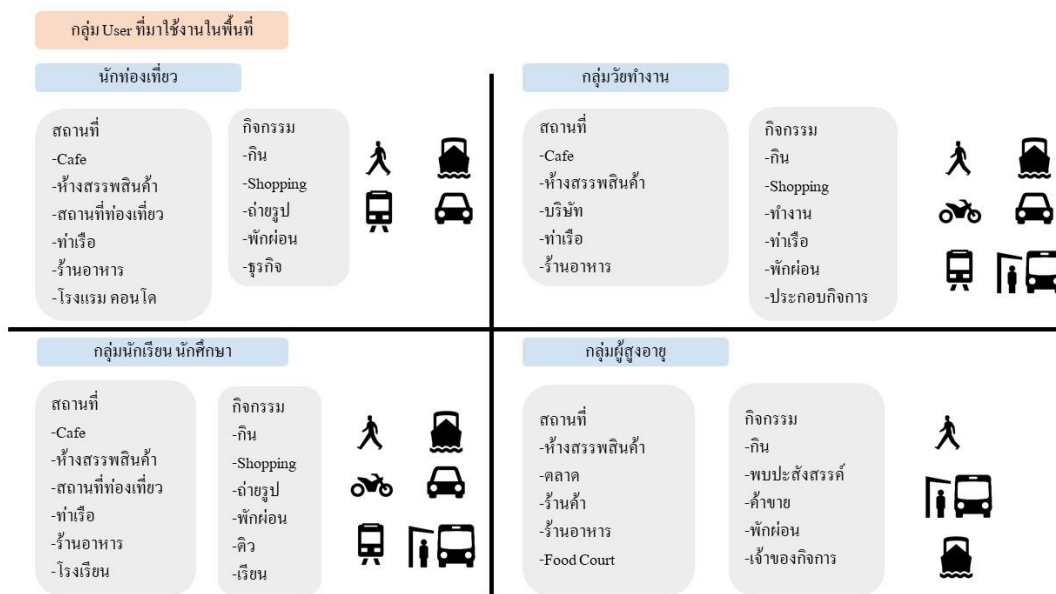 กลุ่ม User ที่มาใช้งานในพื้นที่
นักท่องเที่ยว
สถานที่
-Cafe
-ห้างสรรพสินค้า
-สถานที่ท่องเที่ยว
-ท่าเรือ
-ร้านอาหาร
-โรงแรม คอนโด
กิจกรรม
-กิน
-Shopping
-ถ่ายรูป
-พักผ่อน
-ธุรกิจ
กลุ่มวัยทำงาน
สถานที่
-Cafe
-ห้างสรรพสินค้า
-บริษัท
-ท่าเรือ
-ร้านอาหาร
กิจกรรม
-กิน
-Shopping
-ทำงาน
-ท่าเรือ
-พักผ่อน
-ประกอบกิจการ
กลุ่มนักเรียน นักศึกษา
สถานที่
-Cafe
-ห้างสรรพสินค้า
-สถานที่ท่องเที่ยว
-ท่าเรือ
-ร้านอาหาร
-โรงเรียน
กิจกรรม
-กิน
-Shopping
-ถ่ายรูป
-พักผ่อน
-ติว
-เรียน
กลุ่มผู้สูงอายุ
สถานที่
-ห้างสรรพสินค้า
-ตลาด
-ร้านค้า
-ร้านอาหาร
-Food Court
กิจกรรม
-กิน
-พบปะสังสรรค์
-ค้าขาย
-พักผ่อน
-เจ้าของกิจการ